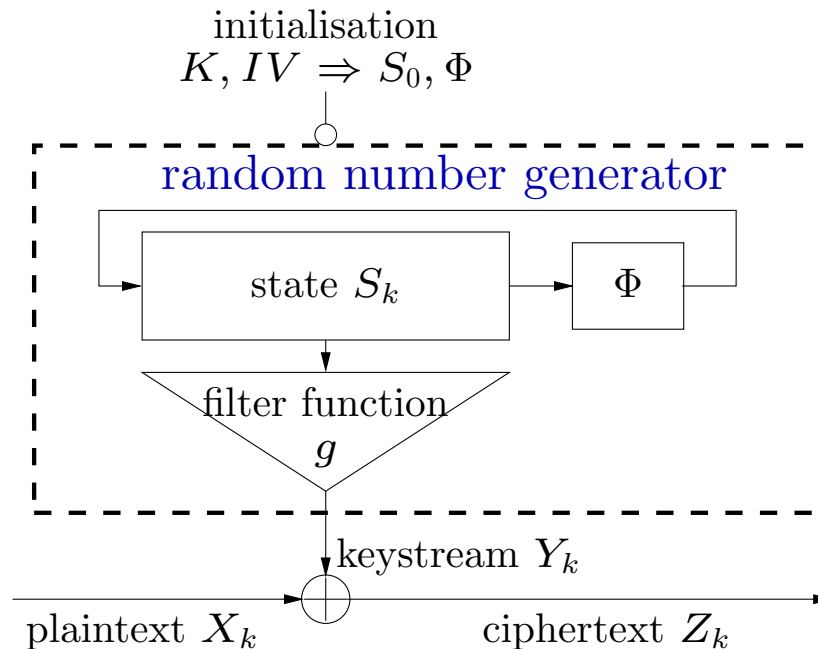 initialisation
K, IV ⇒ S₀, Φ
random number generator
state Sₖ
Φ
filter function
g
keystream Yₖ
plaintext Xₖ
ciphertext Zₖ